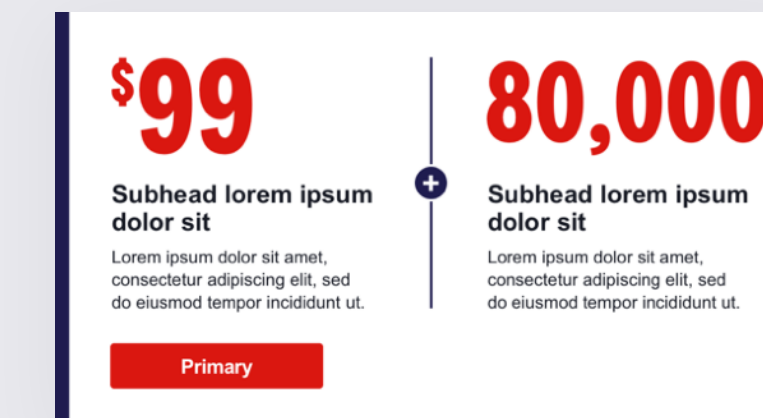 $99
Subhead lorem ipsum
dolor sit
Lorem ipsum dolor sit amet,
consectetur adipiscing elit, sed
do eiusmod tempor incididunt ut.
Primary
+
80,000
Subhead lorem ipsum
dolor sit
Lorem ipsum dolor sit amet,
consectetur adipiscing elit, sed
do eiusmod tempor incididunt ut.